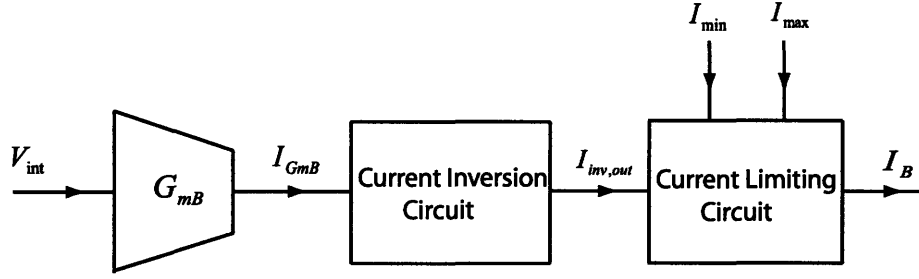 I_min
I_max
V_int
G_mB
I_GmB
Current Inversion
Circuit
I_inv,out
Current Limiting
Circuit
I_B